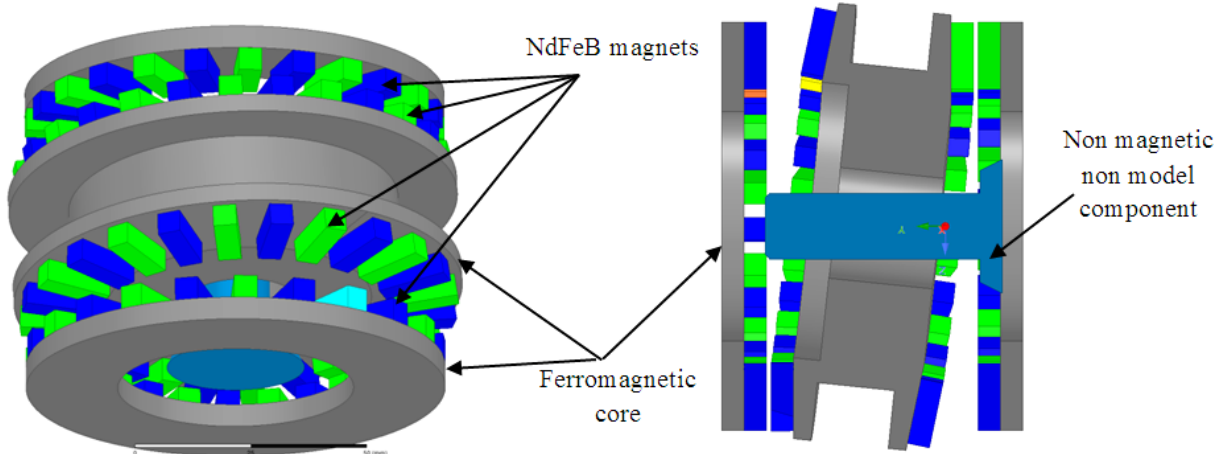 NdFeB magnets
Non magnetic
non model
component
Ferromagnetic
core